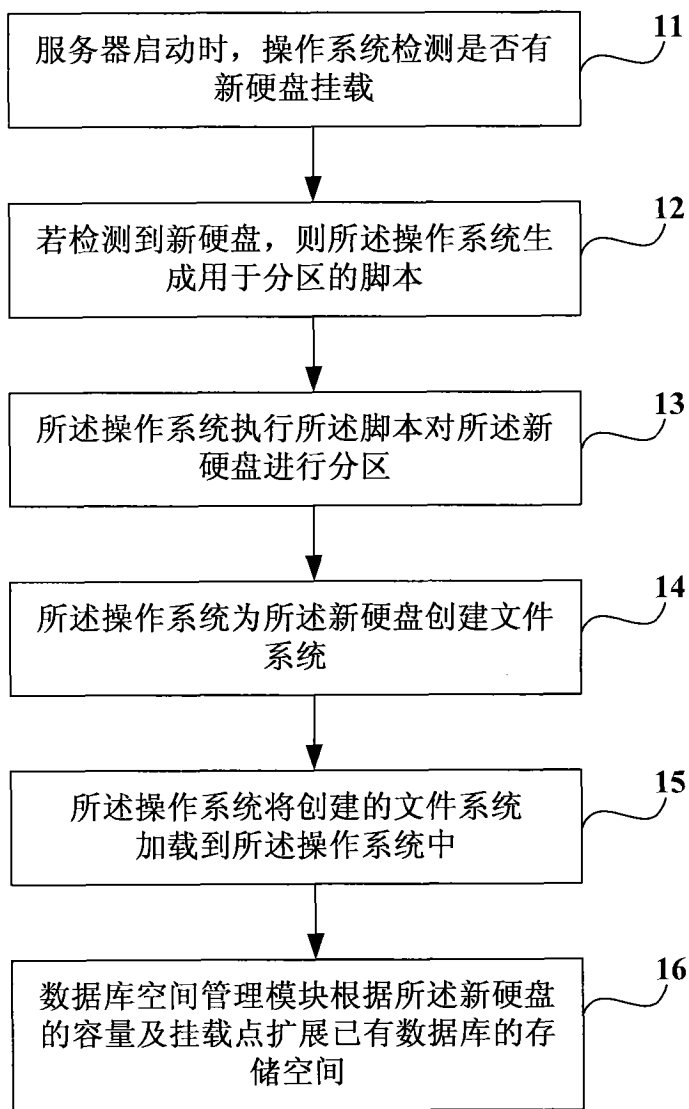 服务器启动时，操作系统检测是否有
新硬盘挂载
11
若检测到新硬盘，则所述操作系统生
成用于分区的脚本
12
所述操作系统执行所述脚本对所述新
硬盘进行分区
13
所述操作系统为所述新硬盘创建文件
系统
14
所述操作系统将创建的文件系统
加载到所述操作系统中
15
数据库空间管理模块根据所述新硬盘
的容量及挂载点扩展已有数据库的存
储空间
16